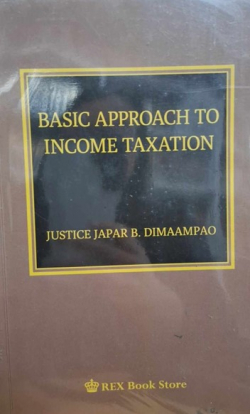 BASIC APPROACH TO
INCOME TAXATION
JUSTICE JAPAR B. DIMAAMPAO
REX Book Store